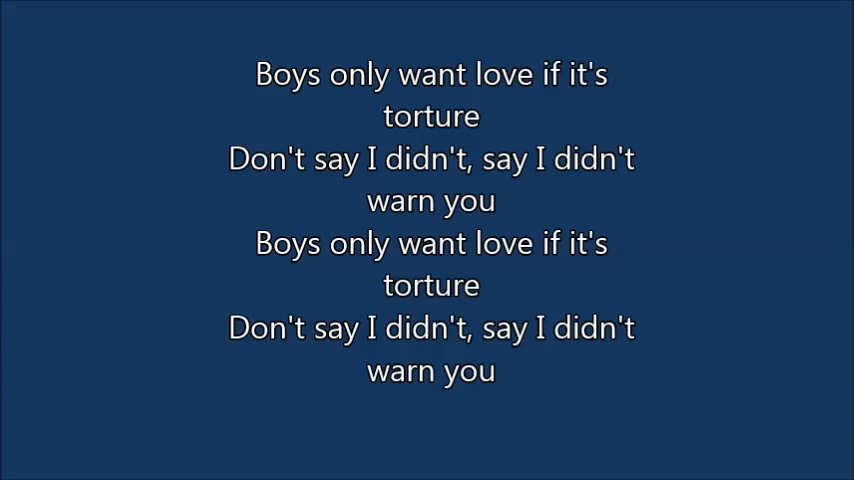 Boys only want love if it's
torture
Don't say I didn't, say I didn't
warn you
Boys only want love if it's
torture
Don't say I didn't, say I didn't
warn you